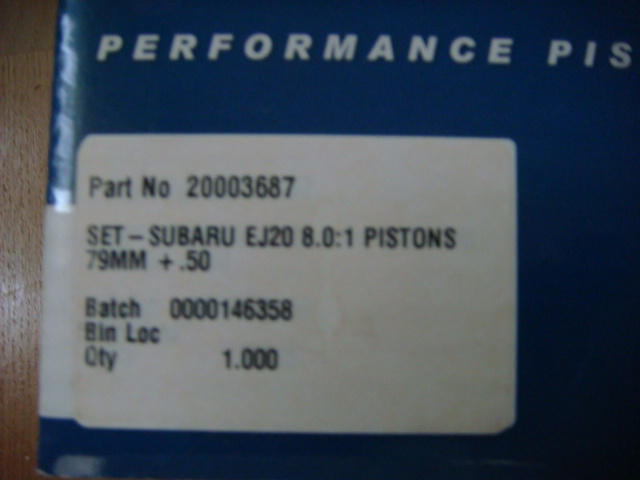 PERFORMANCE PIS
Part No 20003687
SET-SUBARU EJ20 8.0:1 PISTONS
79MM +.50
Batch 0000146358
Bin Loc
Qty 1.000